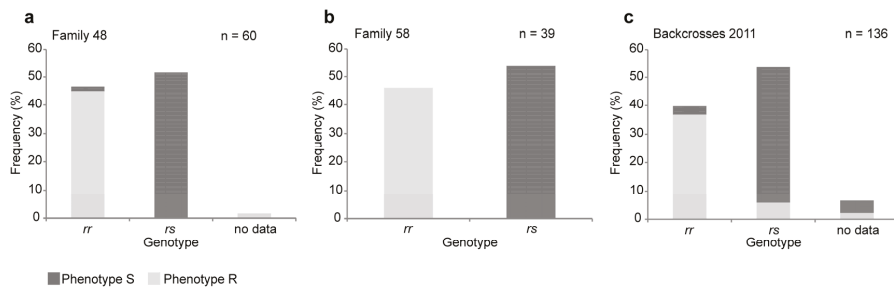 a
Family 48 n = 60
Frequency (%)
60
50
40
30
20
10
0
rr rs no data
Genotype
b
Family 58 n = 39
Frequency (%)
60
50
40
30
20
10
0
rr rs
Genotype
c
Backcrosses 2011 n = 136
Frequency (%)
60
50
40
30
20
10
0
rr rs no data
Genotype
Phenotype S Phenotype R